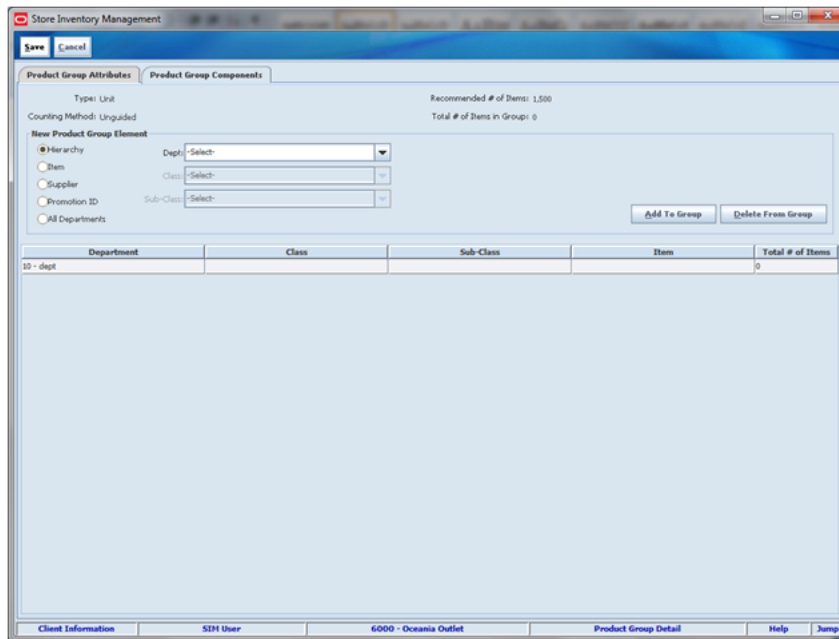 Store Inventory Management
Save Cancel
Product Group Attributes Product Group Components
Type: Unit Recommended # of Items: 1,500
Counting Method: Unguided Total # of Items in Group: 0
New Product Group Element
Hierarchy Dept: -Select-
Item Class: -Select-
Supplier
Promotion ID Sub-Class: -Select-
All Departments
Add To Group Delete From Group
Department Class Sub-Class Item Total # of Items
10 - dept 0
Client Information SIM User 6000 - Oceania Outlet Product Group Detail Help Jump